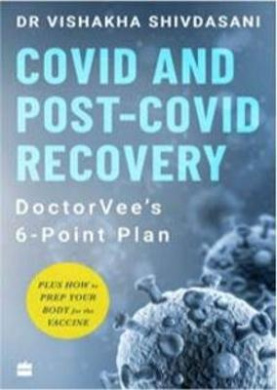 DR VISHAKHA SHIVDASANI
COVID AND
POST-COVID
RECOVERY
DoctorVee's
6-Point Plan
PLUS HOW to
PREP YOUR
BODY for the
VACCINE